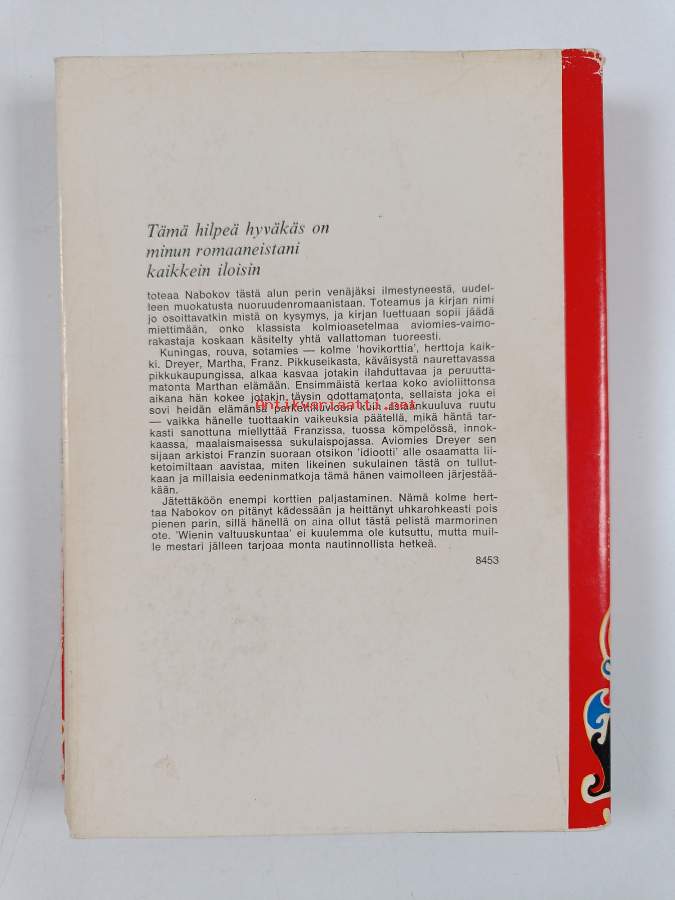 Tämä hilpeä hyväkäs on
minun romaaneistani
kaikkein iloisin
toteaa Nabokov tästä alun perin venäjäksi ilmestyneestä, uudel-
leen muokatusta nuoruudenromaanistaan. Toteamus ja kirjan nimi
jo osoittavatkin mistä on kysymys, ja kirjan luettuaan sopii jäädä
miettimään, onko klassista kolmioasetelmaa aviomies-vaimo-
rakastaja koskaan käsitelty yhtä vallattoman tuoreesti.
Kuningas, rouva, sotamies — kolme 'hovikorttia', herttoja kaik-
ki. Dreyer, Martha, Franz. Pikkuseikasta, käväisystä naurettavassa
pikkukaupungissa, alkaa kasvaa jotakin ilahduttavaa ja peruutta-
matonta Marthan elämään. Ensimmäistä kertaa koko avioliittonsa
aikana hän kokee jotakin täysin odottamatonta, sellaista joka ei
Antikvariaatti.net
sovi heidän elämänsä parkettikuvioon kuin asiaankuuluva ruutu
— vaikka hänelle tuottaakin vaikeuksia päätellä, mikä häntä tar-
kasti sanottuna miellyttää Franzissa, tuossa kömpelössä, innok-
kaassa, maalaismaisessa sukulaispojassa. Aviomies Dreyer sen
sijaan arkistoi Franzin suoraan otsikon 'idiootti' alle osaamatta lii-
ketoimiltaan aavistaa, miten likeinen sukulainen tästä on tullut-
kaan ja millaisia eedeninmatkoja tämä hänen vaimolleen järjestää-
kään.
Jätettäköön enempi korttien paljastaminen. Nämä kolme hert-
taa Nabokov on pitänyt kädessään ja heittänyt uhkarohkeasti pois
pienen parin, sillä hänellä on aina ollut tästä pelistä marmorinen
ote. 'Wienin valtuuskuntaa' ei kuulemma ole kutsuttu, mutta muil-
le mestari jälleen tarjoaa monta nautinnollista hetkeä.
8453